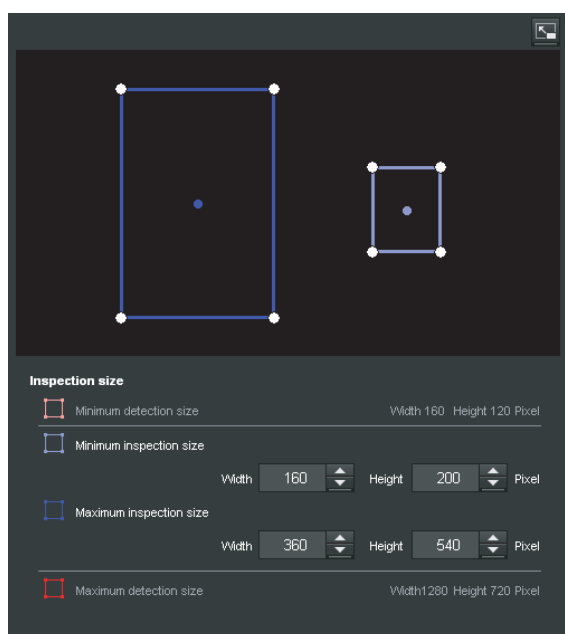 Inspection size
Minimum detection size Width 160 Height 120 Pixel
Minimum inspection size
Width 160 Height 200 Pixel
Maximum inspection size
Width 360 Height 540 Pixel
Maximum detection size Width1280 Height 720 Pixel